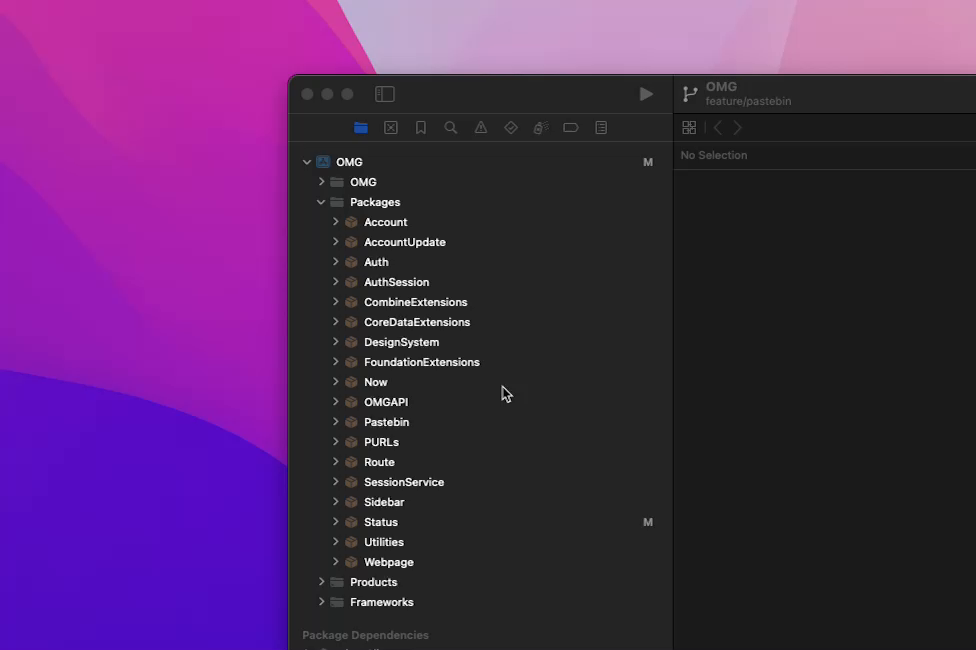 OMG
feature/pastebin
No Selection
OMG M
OMG
Packages
Account
AccountUpdate
Auth
AuthSession
CombineExtensions
CoreDataExtensions
DesignSystem
FoundationExtensions
Now
OMGAPI
Pastebin
PURLs
Route
SessionService
Sidebar
Status M
Utilities
Webpage
Products
Frameworks
Package Dependencies